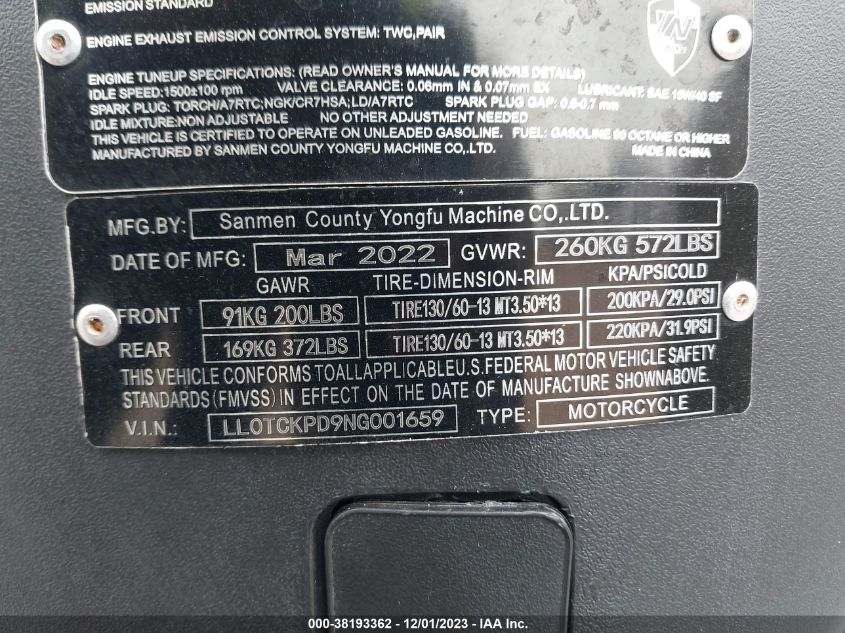 EMISSION STANDARD
ENGINE EXHAUST EMISSION CONTROL SYSTEM: TWC,PAIR
ENGINE TUNEUP SPECIFICATIONS: (READ OWNER'S MANUAL FOR MORE DETAILS)
IDLE SPEED:1500±100 rpm VALVE CLEARANCE: 0.06mm IN & 0.07mm EX LUBRICANT: SAE 15W/40 SF
SPARK PLUG: TORCH/A7RTC;NGK/CR7HSA;LD/A7RTC SPARK PLUG GAP: 0.6-0.7 mm
IDLE MIXTURE:NON ADJUSTABLE NO OTHER ADJUSTMENT NEEDED
THIS VEHICLE IS CERTIFIED TO OPERATE ON UNLEADED GASOLINE. FUEL: GASOLINE 90 OCTANE OR HIGHER
MANUFACTURED BY SANMEN COUNTY YONGFU MACHINE CO,.LTD. MADE IN CHINA
MFG.BY: Sanmen County Yongfu Machine CO,.LTD.
DATE OF MFG: Mar 2022 GVWR: 260KG 572LBS
GAWR TIRE-DIMENSION-RIM KPA/PSICOLD
FRONT 91KG 200LBS TIRE130/60-13 MT3.50*13 200KPA/29.0PSI
REAR 169KG 372LBS TIRE130/60-13 MT3.50*13 220KPA/31.9PSI
THIS VEHICLE CONFORMS TOALLAPPLICABLEU.S.FEDERAL MOTOR VEHICLE SAFETY
STANDARDS (FMVSS) IN EFFECT ON THE DATE OF MANUFACTURE SHOWNABOVE.
V.I.N.: LL0TCKPD9NG001659 TYPE: MOTORCYCLE
000-38193362 - 12/01/2023 - IAA Inc.